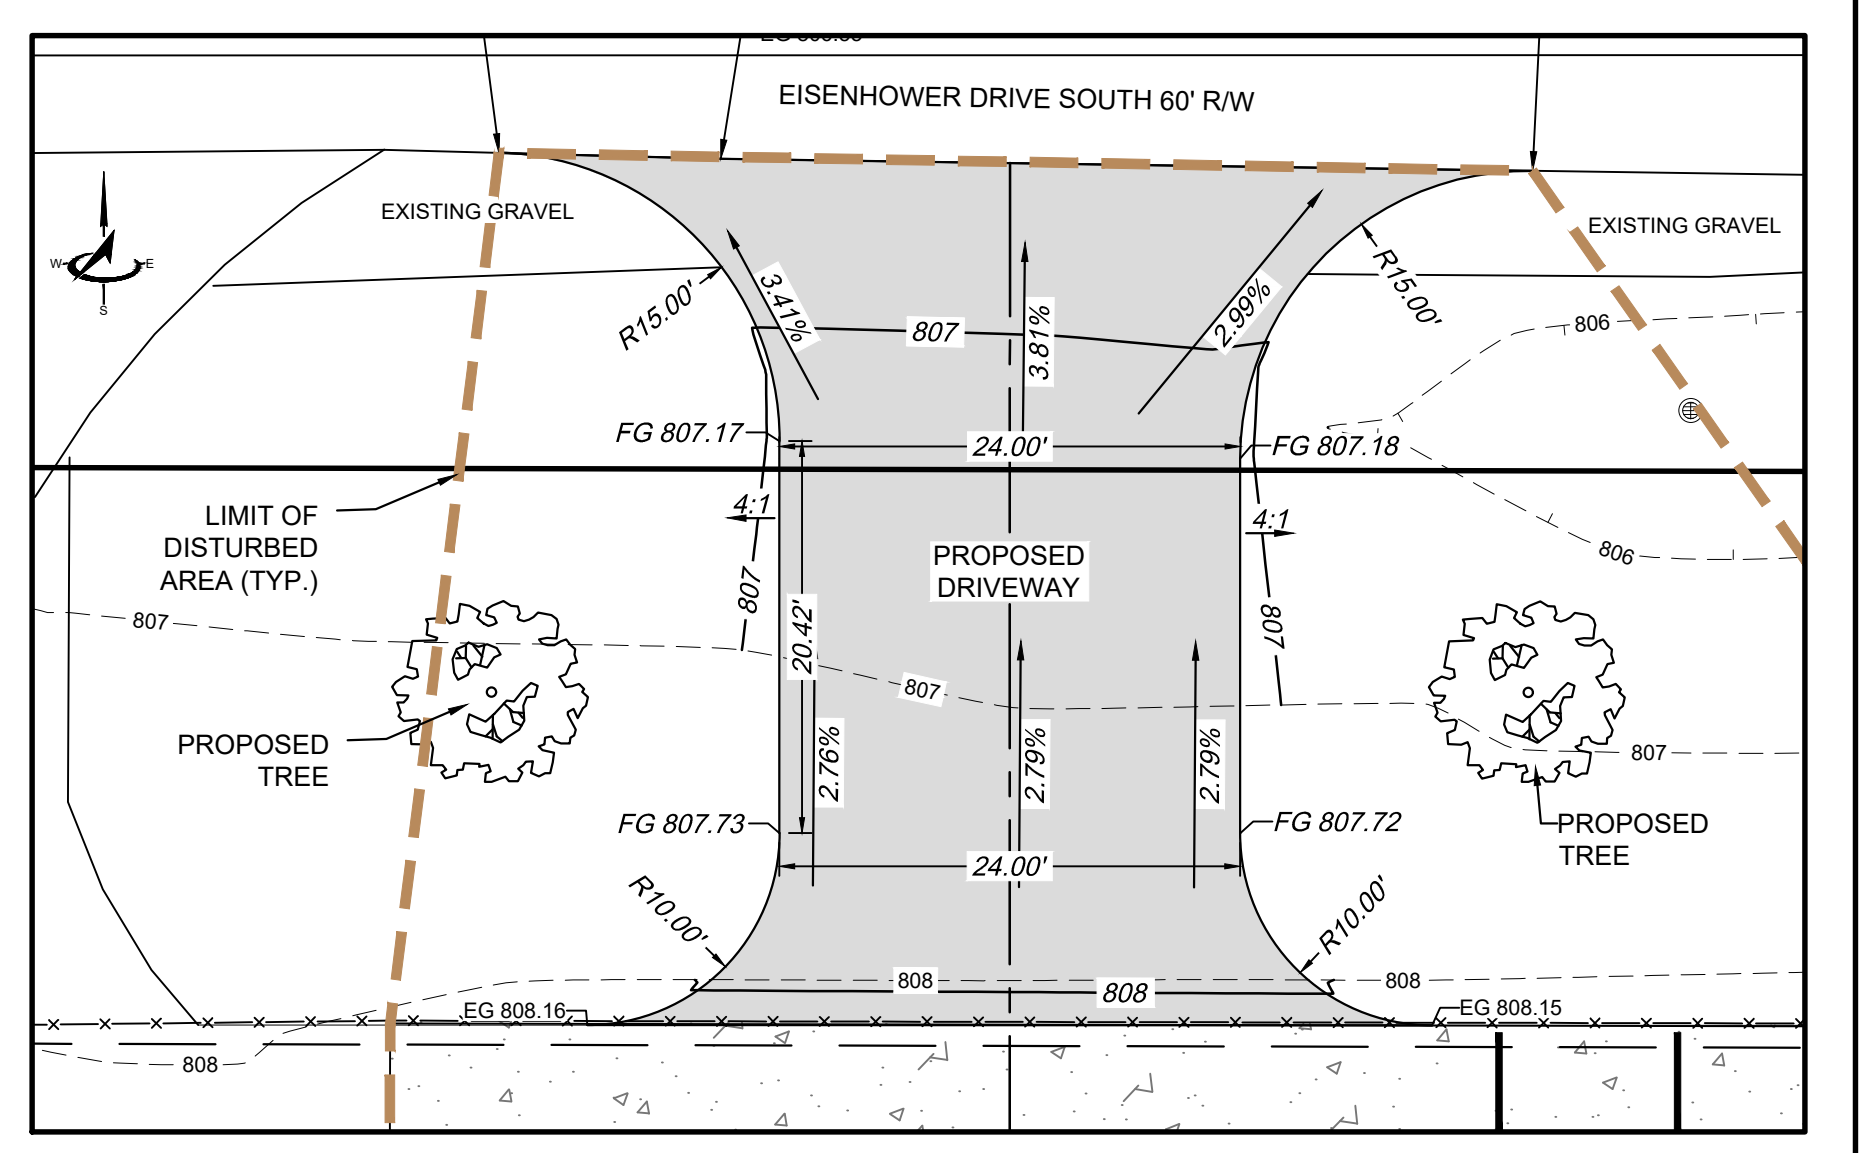 EISENHOWER DRIVE SOUTH 60' R/W
EXISTING GRAVEL
EXISTING GRAVEL
W
E
S
R15.00'
3.41%
807
3.81%
2.99%
R15.00'
806
FG 807.17
24.00'
FG 807.18
LIMIT OF
DISTURBED
AREA (TYP.)
4:1
4:1
806
PROPOSED
DRIVEWAY
807
807
20.42'
807
807
PROPOSED
TREE
2.76%
2.79%
2.79%
807
FG 807.73
24.00'
FG 807.72
PROPOSED
TREE
R10.00'
R10.00'
808
808
808
EG 808.16
EG 808.15
808